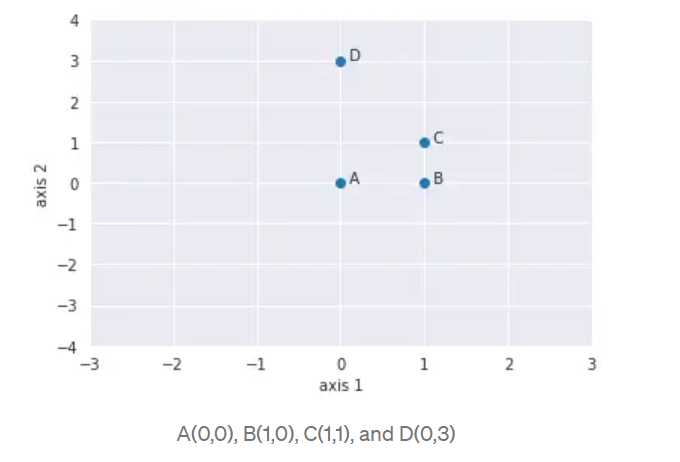 4
3
D
2
1
C
0
A
B
−1
−2
−3
−4
axis 2
−3
−2
−1
0
1
2
3
axis 1
A(0,0), B(1,0), C(1,1), and D(0,3)